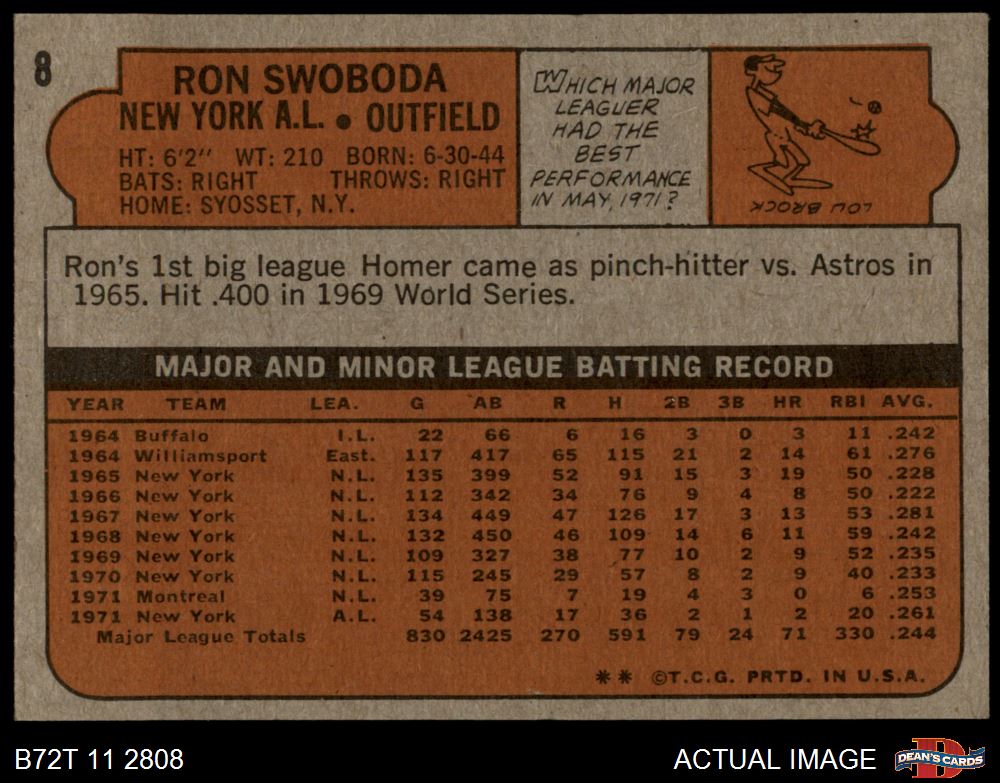 8
RON SWOBODA
NEW YORK A.L. • OUTFIELD
HT: 6'2" WT: 210 BORN: 6-30-44
BATS: RIGHT THROWS: RIGHT
HOME: SYOSSET, N.Y.
WHICH MAJOR
LEAGUER
HAD THE
BEST
PERFORMANCE
IN MAY, 1971?
LOU BROCK
Ron's 1st big league Homer came as pinch-hitter vs. Astros in
1965. Hit .400 in 1969 World Series.
MAJOR AND MINOR LEAGUE BATTING RECORD
YEAR TEAM LEA. G AB R H 2B 3B HR RBI AVG.
1964 Buffalo I.L. 22 66 6 16 3 0 3 11 .242
1964 Williamsport East. 117 417 65 115 21 2 14 61 .276
1965 New York N.L. 135 399 52 91 15 3 19 50 .228
1966 New York N.L. 112 342 34 76 9 4 8 50 .222
1967 New York N.L. 134 449 47 126 17 3 13 53 .281
1968 New York N.L. 132 450 46 109 14 6 11 59 .242
1969 New York N.L. 109 327 38 77 10 2 9 52 .235
1970 New York N.L. 115 245 29 57 8 2 9 40 .233
1971 Montreal N.L. 39 75 7 19 4 3 0 6 .253
1971 New York A.L. 54 138 17 36 2 1 2 20 .261
Major League Totals 830 2425 270 591 79 24 71 330 .244
** ©T.C.G. PRTD. IN U.S.A.
B72T 11 2808
ACTUAL IMAGE
D
DEAN'S CARDS